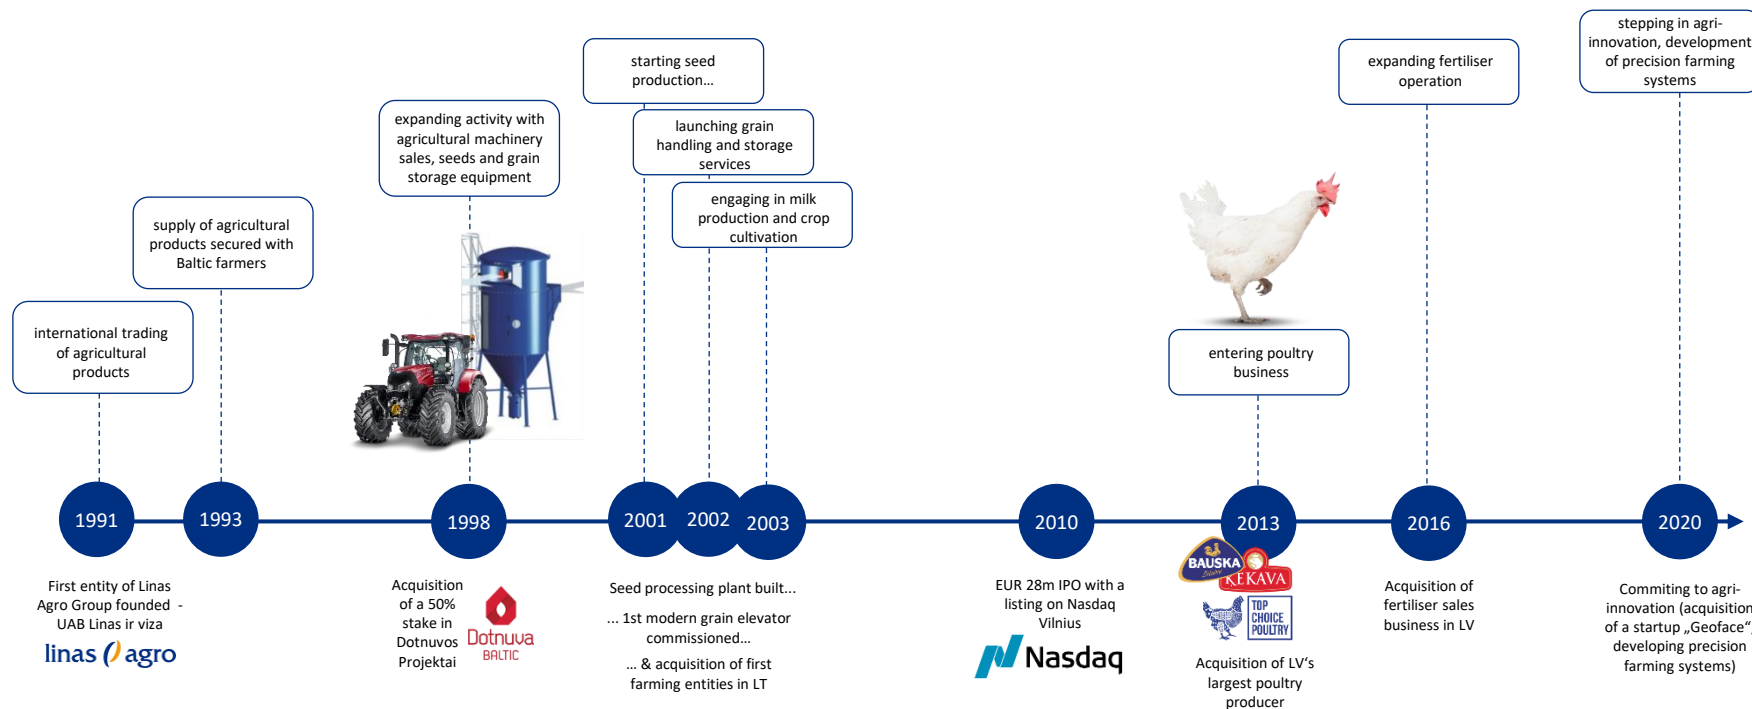 international trading
of agricultural
products
supply of agricultural
products secured with
Baltic farmers
expanding activity with
agricultural machinery
sales, seeds and grain
storage equipment
starting seed
production...
launching grain
handling and storage
services
engaging in milk
production and crop
cultivation
entering poultry
business
expanding fertiliser
operation
stepping in agri-
innovation, development
of precision farming
systems
1991
1993
1998
2001
2002
2003
2010
2013
2016
2020
First entity of Linas
Agro Group founded -
UAB Linas ir viza
linas agro
Acquisition
of a 50%
stake in
Dotnuvos
Projektai
Dotnuva
BALTIC
Seed processing plant built...
... 1st modern grain elevator
commissioned...
... & acquisition of first
farming entities in LT
EUR 28m IPO with a
listing on Nasdaq
Vilnius
Nasdaq
BAUSKA
ĶEKAVA
TOP
CHOICE
POULTRY
Acquisition of LV‘s
largest poultry
producer
Acquisition of
fertiliser sales
business in LV
Commiting to agri-
innovation (acquisition
of a startup „Geoface“,
developing precision
farming systems)